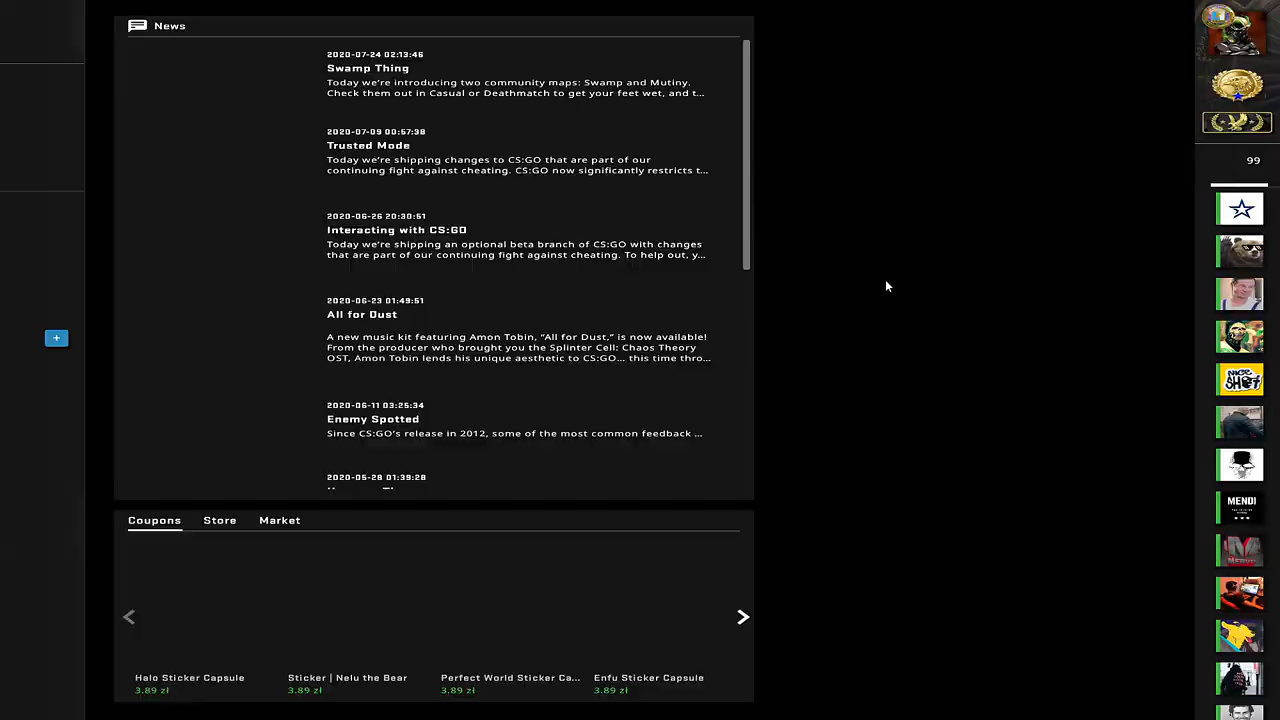 News
2020-07-24 02:13:46
Swamp Thing
Today we're introducing two community maps: Swamp and Mutiny.
Check them out in Casual or Deathmatch to get your feet wet, and t...
2020-07-09 00:57:38
Trusted Mode
Today we're shipping changes to CS:GO that are part of our
continuing fight against cheating. CS:GO now significantly restricts t...
2020-06-26 20:30:51
Interacting with CS:GO
Today we're shipping an optional beta branch of CS:GO with changes
that are part of our continuing fight against cheating. To help out, y...
2020-06-23 01:49:51
All for Dust
A new music kit featuring Amon Tobin, “All for Dust,” is now available!
From the producer who brought you the Splinter Cell: Chaos Theory
OST, Amon Tobin lends his unique aesthetic to CS:GO... this time thro...
2020-06-11 03:25:34
Enemy Spotted
Since CS:GO's release in 2012, some of the most common feedback ...
2020-05-28 01:39:28
Coupons Store Market
Halo Sticker Capsule
3.89 zł
Sticker | Nelu the Bear
3.89 zł
Perfect World Sticker Ca...
3.89 zł
Enfu Sticker Capsule
3.89 zł
99
NICE
SHOT
MENDI